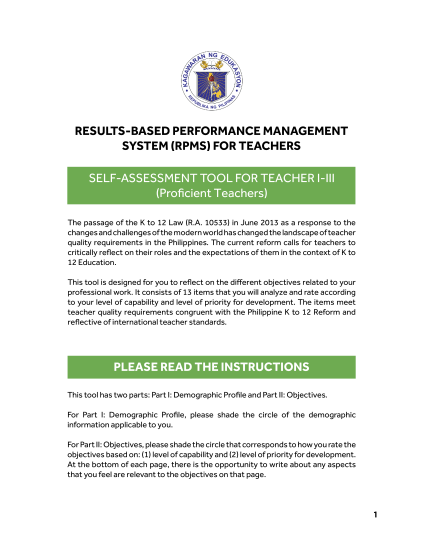 KAGAWARAN NG EDUKASYON
REPUBLIKA NG PILIPINAS
RESULTS-BASED PERFORMANCE MANAGEMENT
SYSTEM (RPMS) FOR TEACHERS
SELF-ASSESSMENT TOOL FOR TEACHER I-III
(Proficient Teachers)
The passage of the K to 12 Law (R.A. 10533) in June 2013 as a response to the
changes and challenges of the modern world has changed the landscape of teacher
quality requirements in the Philippines. The current reform calls for teachers to
critically reflect on their roles and the expectations of them in the context of K to
12 Education.
This tool is designed for you to reflect on the different objectives related to your
professional work. It consists of 13 items that you will analyze and rate according
to your level of capability and level of priority for development. The items meet
teacher quality requirements congruent with the Philippine K to 12 Reform and
reflective of international teacher standards.
PLEASE READ THE INSTRUCTIONS
This tool has two parts: Part I: Demographic Profile and Part II: Objectives.
For Part I: Demographic Profile, please shade the circle of the demographic
information applicable to you.
For Part II: Objectives, please shade the circle that corresponds to how you rate the
objectives based on: (1) level of capability and (2) level of priority for development.
At the bottom of each page, there is the opportunity to write about any aspects
that you feel are relevant to the objectives on that page.
1